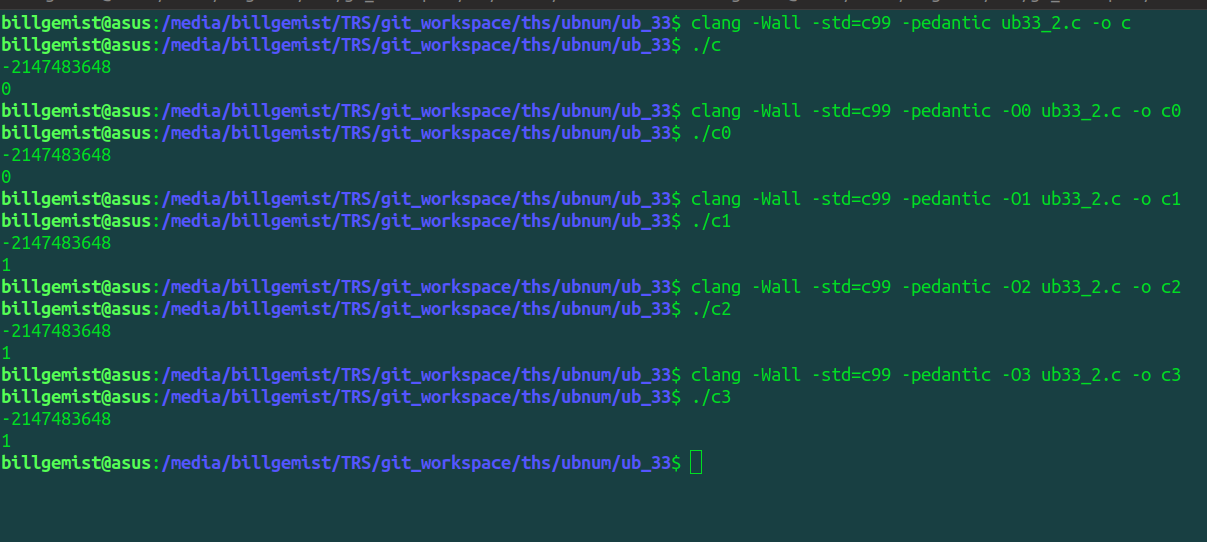 billgemist@asus:/media/billgemist/TRS/git_workspace/ths/ubnum/ub_33$ clang -Wall -std=c99 -pedantic ub33_2.c -o c
billgemist@asus:/media/billgemist/TRS/git_workspace/ths/ubnum/ub_33$ ./c
-2147483648
0
billgemist@asus:/media/billgemist/TRS/git_workspace/ths/ubnum/ub_33$ clang -Wall -std=c99 -pedantic -O0 ub33_2.c -o c0
billgemist@asus:/media/billgemist/TRS/git_workspace/ths/ubnum/ub_33$ ./c0
-2147483648
0
billgemist@asus:/media/billgemist/TRS/git_workspace/ths/ubnum/ub_33$ clang -Wall -std=c99 -pedantic -O1 ub33_2.c -o c1
billgemist@asus:/media/billgemist/TRS/git_workspace/ths/ubnum/ub_33$ ./c1
-2147483648
1
billgemist@asus:/media/billgemist/TRS/git_workspace/ths/ubnum/ub_33$ clang -Wall -std=c99 -pedantic -O2 ub33_2.c -o c2
billgemist@asus:/media/billgemist/TRS/git_workspace/ths/ubnum/ub_33$ ./c2
-2147483648
1
billgemist@asus:/media/billgemist/TRS/git_workspace/ths/ubnum/ub_33$ clang -Wall -std=c99 -pedantic -O3 ub33_2.c -o c3
billgemist@asus:/media/billgemist/TRS/git_workspace/ths/ubnum/ub_33$ ./c3
-2147483648
1
billgemist@asus:/media/billgemist/TRS/git_workspace/ths/ubnum/ub_33$